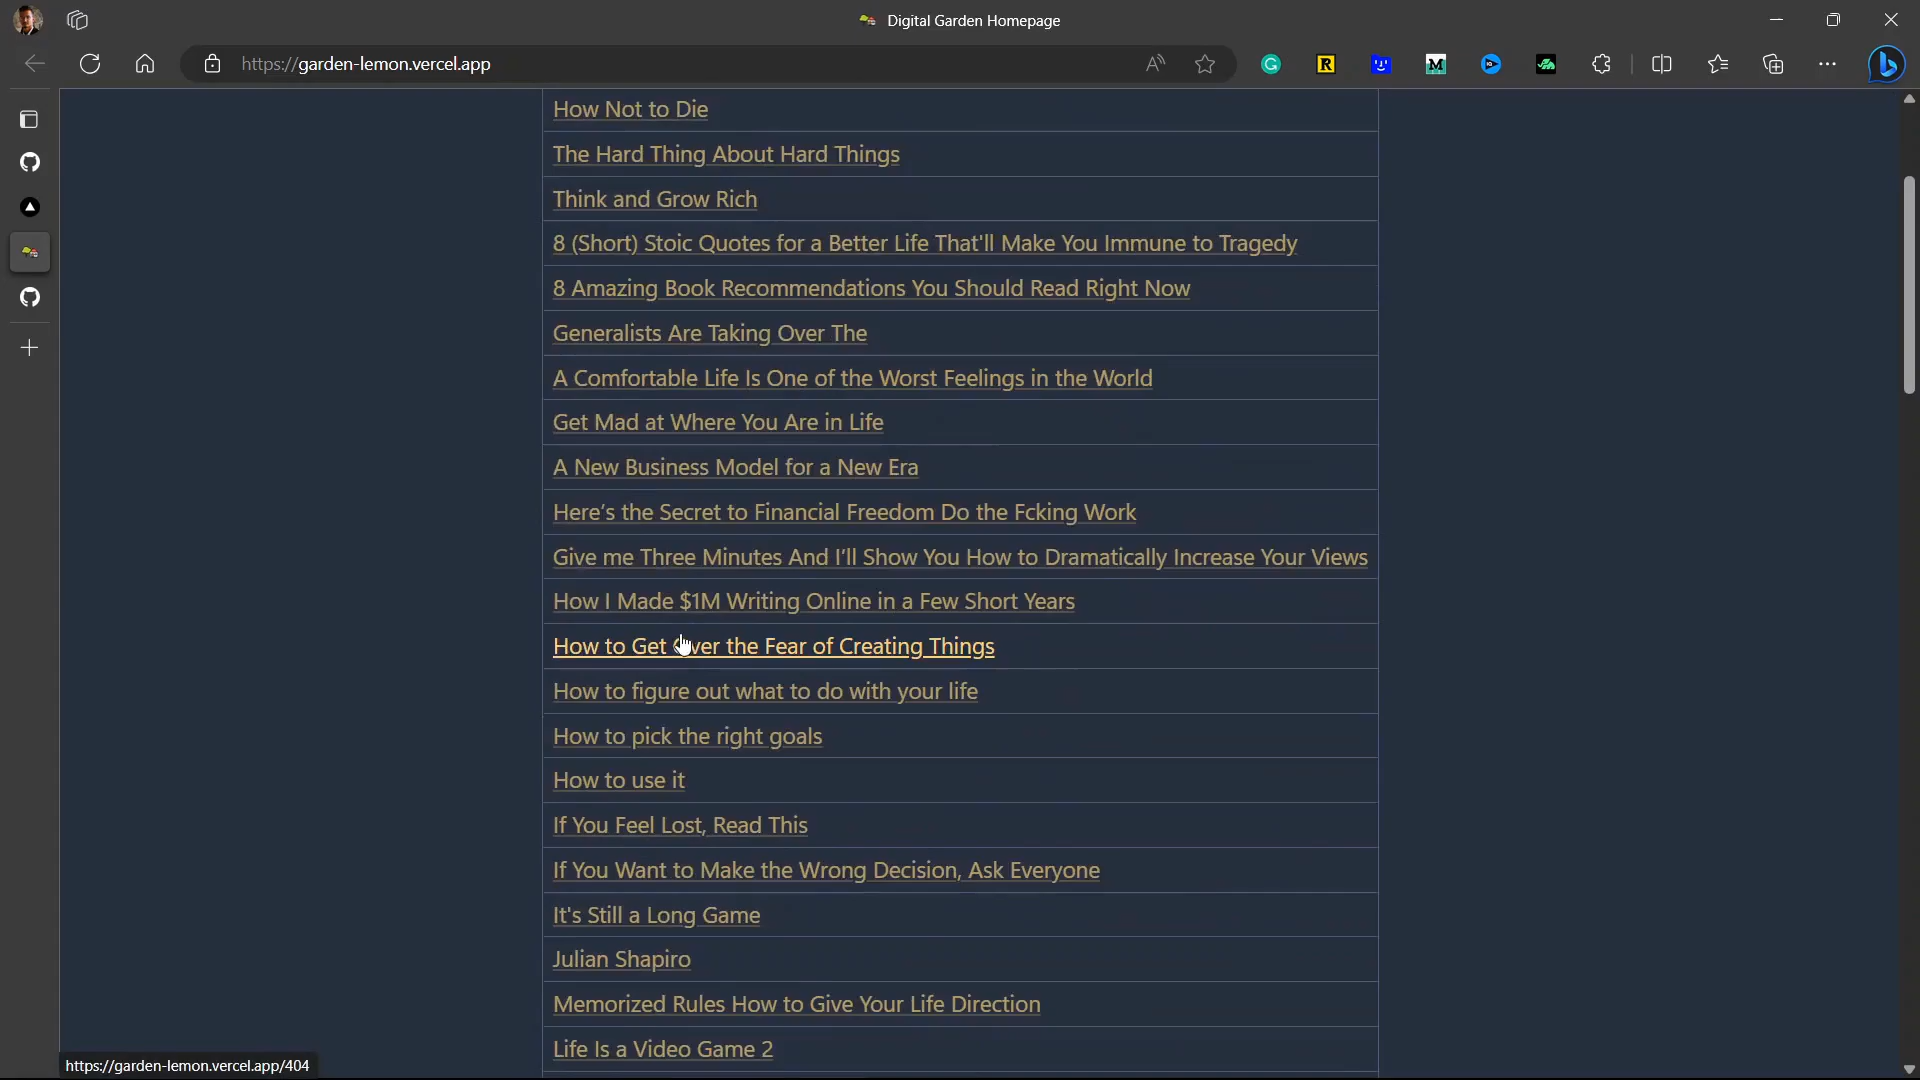 Digital Garden Homepage
https://garden-lemon.vercel.app
How Not to Die
The Hard Thing About Hard Things
Think and Grow Rich
8 (Short) Stoic Quotes for a Better Life That'll Make You Immune to Tragedy
8 Amazing Book Recommendations You Should Read Right Now
Generalists Are Taking Over The
A Comfortable Life Is One of the Worst Feelings in the World
Get Mad at Where You Are in Life
A New Business Model for a New Era
Here’s the Secret to Financial Freedom Do the Fcking Work
Give me Three Minutes And I’ll Show You How to Dramatically Increase Your Views
How I Made $1M Writing Online in a Few Short Years
How to Get Over the Fear of Creating Things
How to figure out what to do with your life
How to pick the right goals
How to use it
If You Feel Lost, Read This
If You Want to Make the Wrong Decision, Ask Everyone
It's Still a Long Game
Julian Shapiro
Memorized Rules How to Give Your Life Direction
Life Is a Video Game 2
https://garden-lemon.vercel.app/404